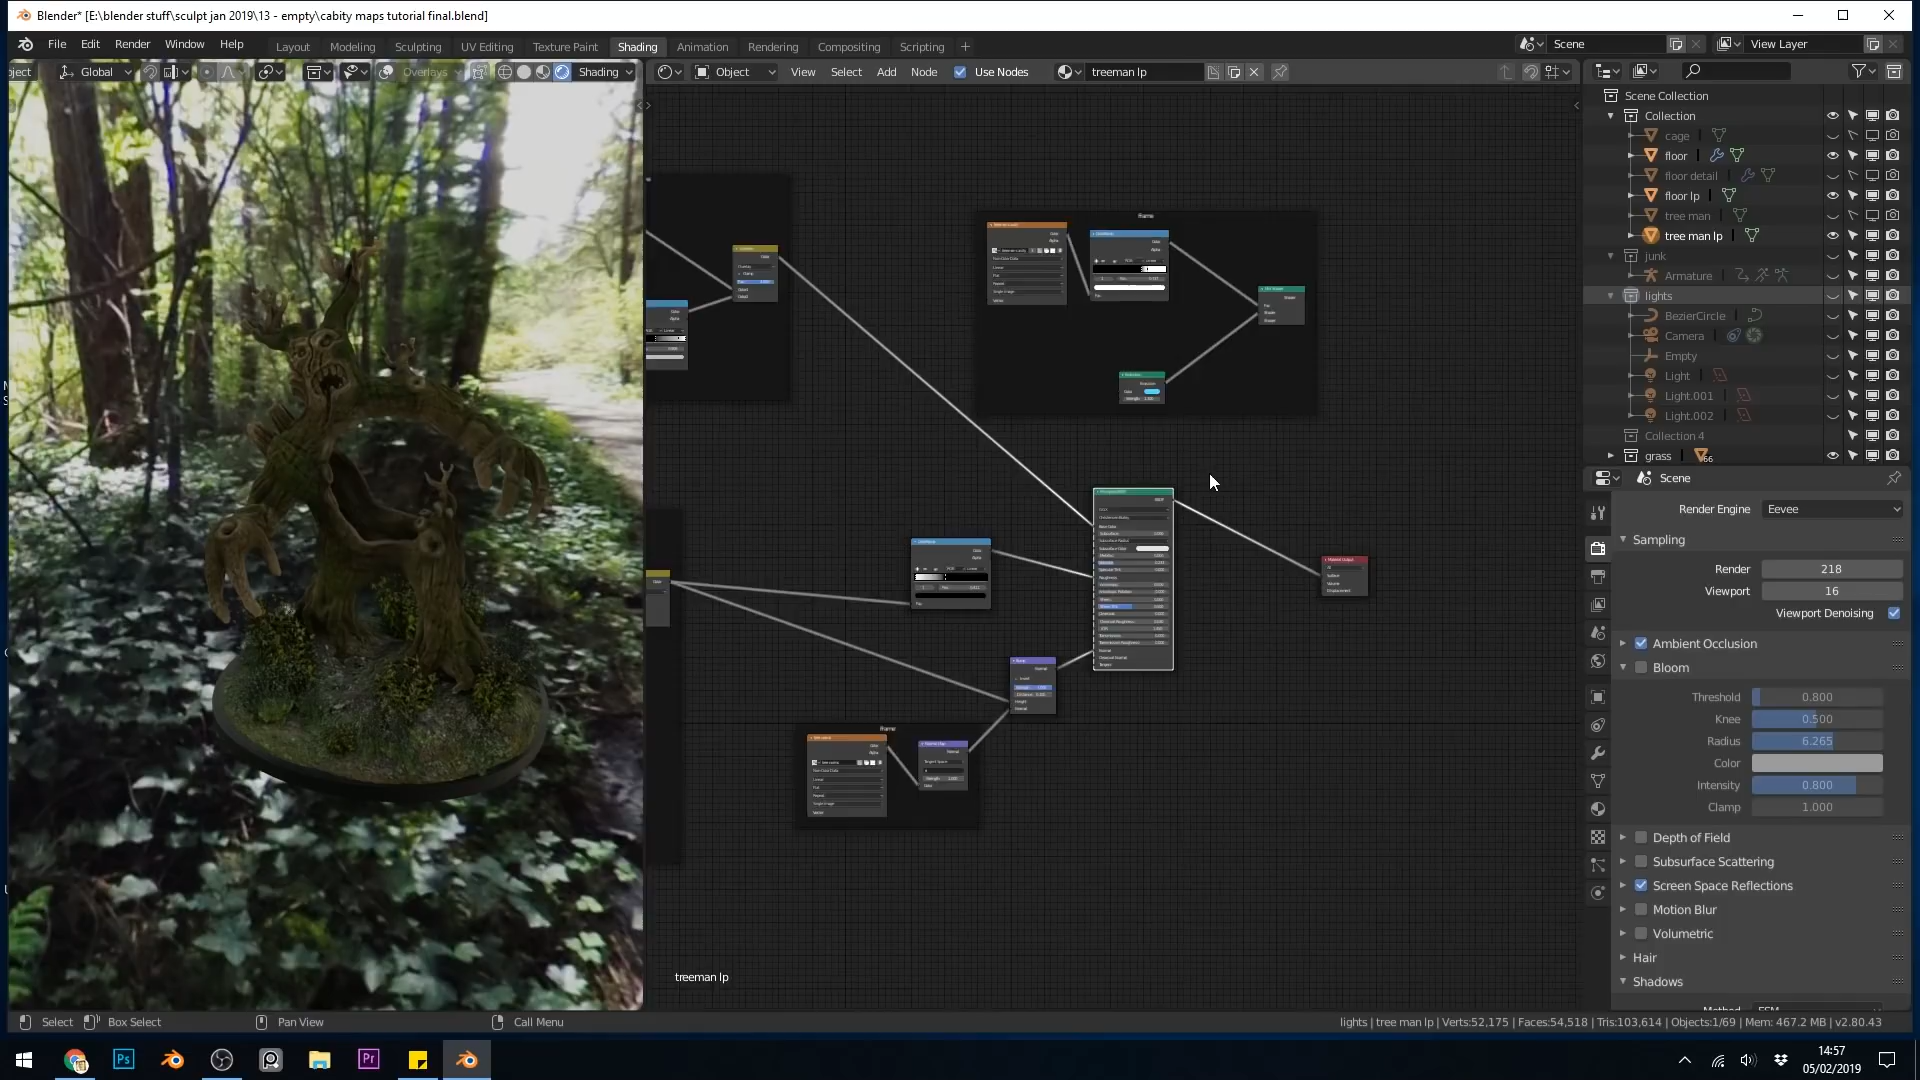 Blender* [E:\blender stuff\sculpt jan 2019\13 - empty\cabity maps tutorial final.blend]
File Edit Render Window Help Layout Modeling Sculpting UV Editing Texture Paint Shading Animation Rendering Compositing Scripting + Scene View Layer
oject Global Overlays Shading Object View Select Add Node Use Nodes treeman lp
Scene Collection
Collection
cage
floor
floor detail
floor lp
tree man
tree man lp
junk
Armature
lights
BezierCircle
Camera
Empty
Light
Light.001
Light.002
Collection 4
grass 66
Scene
Render Engine Eevee
Sampling
Render 218
Viewport 16
Viewport Denoising
Ambient Occlusion
Bloom
Threshold 0.800
Knee 0.500
Radius 6.265
Color
Intensity 0.800
Clamp 1.000
Depth of Field
Subsurface Scattering
Screen Space Reflections
Motion Blur
Volumetric
Hair
Shadows
frame
frame
treeman lp
Select Box Select Pan View Call Menu lights | tree man lp | Verts:52,175 | Faces:54,518 | Tris:103,614 | Objects:1/69 | Mem: 467.2 MB | v2.80.43
Ps Pr
14:57
05/02/2019